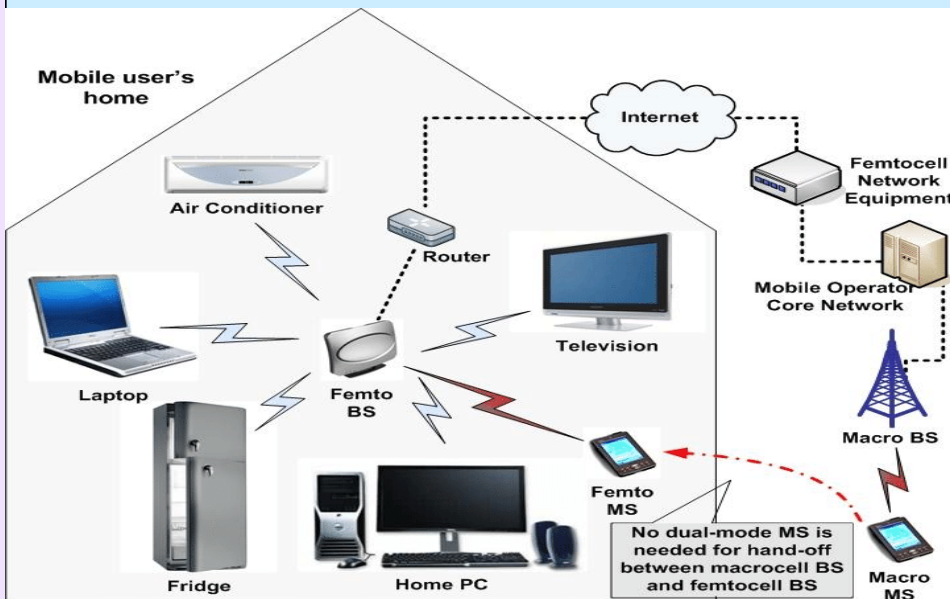 Mobile user's
home
Internet
Femtocell
Network
Equipment
Air Conditioner
Router
Mobile Operator
Core Network
Television
Laptop
Femto
BS
Macro BS
Femto
MS
No dual-mode MS is
needed for hand-off
between macrocell BS
and femtocell BS
Fridge
Home PC
Macro
MS